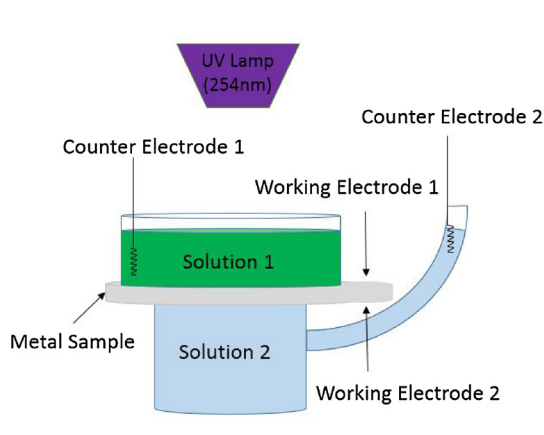 UV Lamp
(254nm)
Counter Electrode 2
Counter Electrode 1
Working Electrode 1
Solution 1
Metal Sample
Solution 2
Working Electrode 2